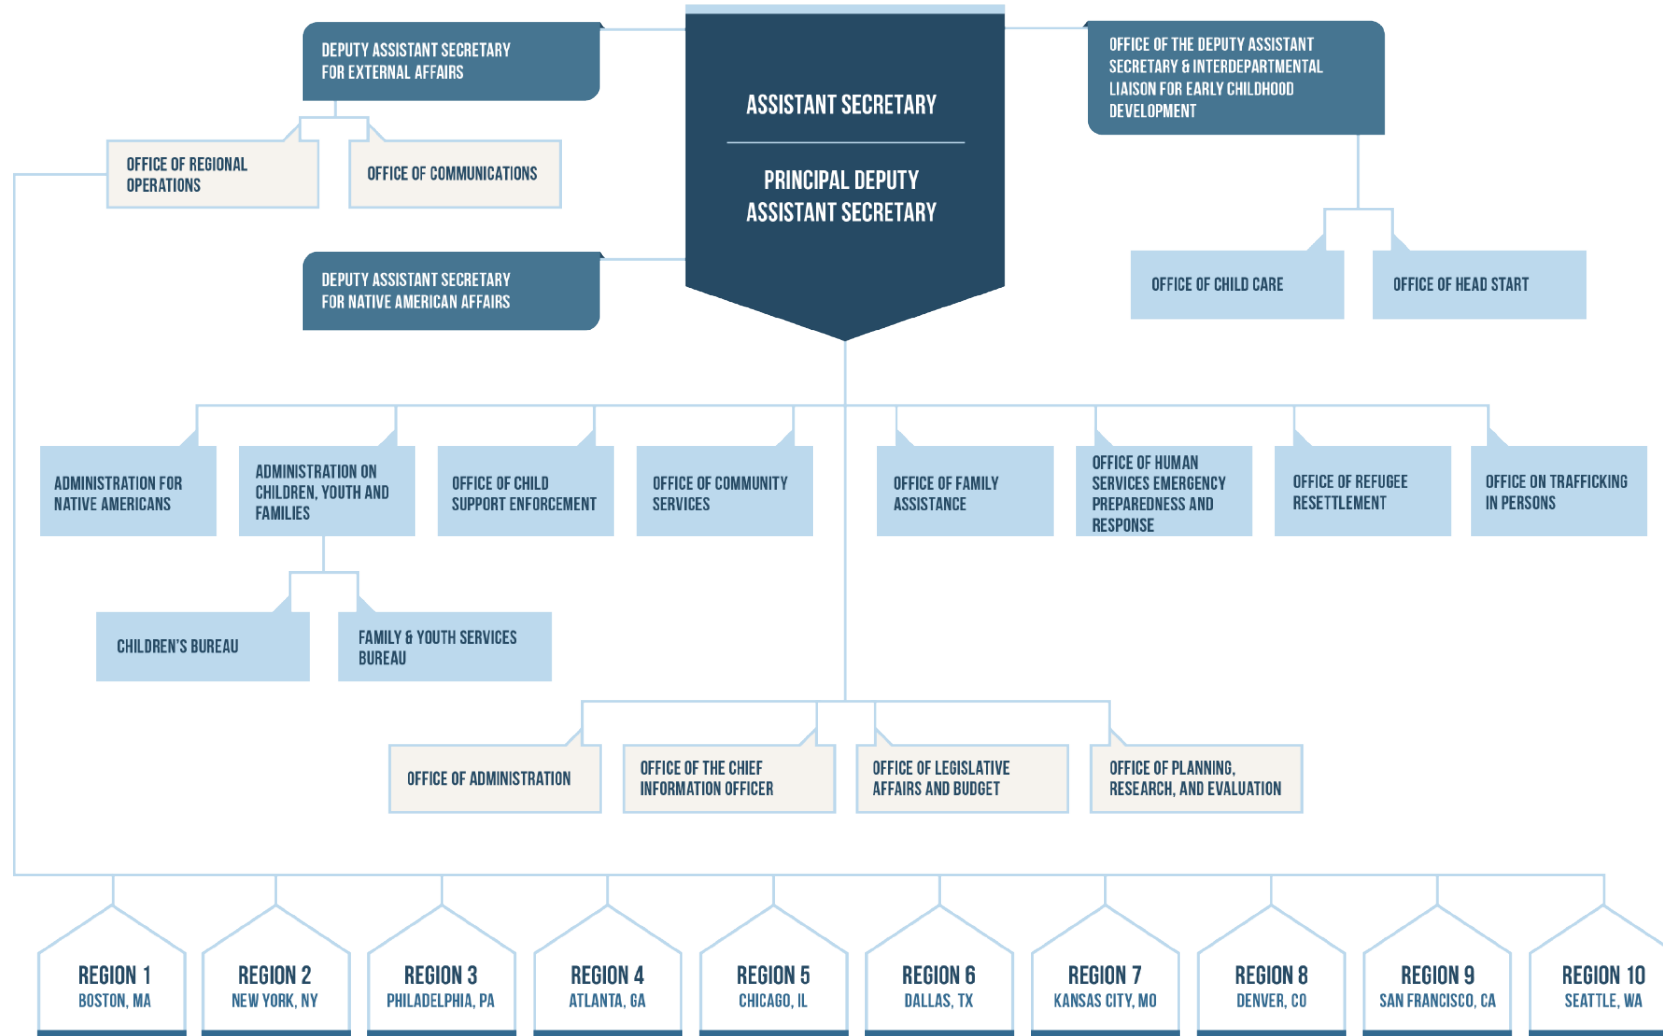 DEPUTY ASSISTANT SECRETARY
FOR EXTERNAL AFFAIRS
ASSISTANT SECRETARY
PRINCIPAL DEPUTY
ASSISTANT SECRETARY
OFFICE OF THE DEPUTY ASSISTANT
SECRETARY & INTERDEPARTMENTAL
LIAISON FOR EARLY CHILDHOOD
DEVELOPMENT
OFFICE OF REGIONAL
OPERATIONS
OFFICE OF COMMUNICATIONS
DEPUTY ASSISTANT SECRETARY
FOR NATIVE AMERICAN AFFAIRS
OFFICE OF CHILD CARE
OFFICE OF HEAD START
ADMINISTRATION FOR
NATIVE AMERICANS
ADMINISTRATION ON
CHILDREN, YOUTH AND
FAMILIES
OFFICE OF CHILD
SUPPORT ENFORCEMENT
OFFICE OF COMMUNITY
SERVICES
OFFICE OF FAMILY
ASSISTANCE
OFFICE OF HUMAN
SERVICES EMERGENCY
PREPAREDNESS AND
RESPONSE
OFFICE OF REFUGEE
RESETTLEMENT
OFFICE ON TRAFFICKING
IN PERSONS
CHILDREN'S BUREAU
FAMILY & YOUTH SERVICES
BUREAU
OFFICE OF ADMINISTRATION
OFFICE OF THE CHIEF
INFORMATION OFFICER
OFFICE OF LEGISLATIVE
AFFAIRS AND BUDGET
OFFICE OF PLANNING,
RESEARCH, AND EVALUATION
REGION 1
BOSTON, MA
REGION 2
NEW YORK, NY
REGION 3
PHILADELPHIA, PA
REGION 4
ATLANTA, GA
REGION 5
CHICAGO, IL
REGION 6
DALLAS, TX
REGION 7
KANSAS CITY, MO
REGION 8
DENVER, CO
REGION 9
SAN FRANCISCO, CA
REGION 10
SEATTLE, WA